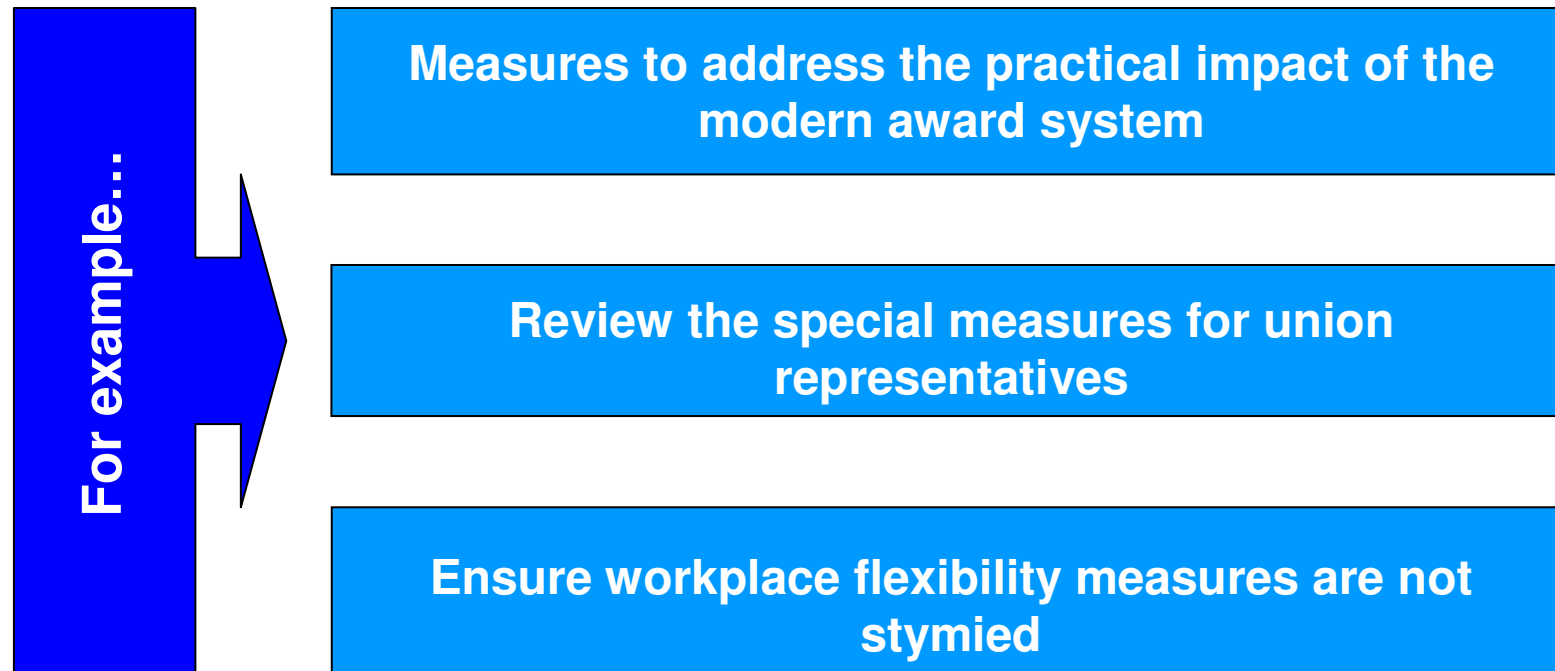 For example...
Measures to address the practical impact of the
modern award system
Review the special measures for union
representatives
Ensure workplace flexibility measures are not
stymied